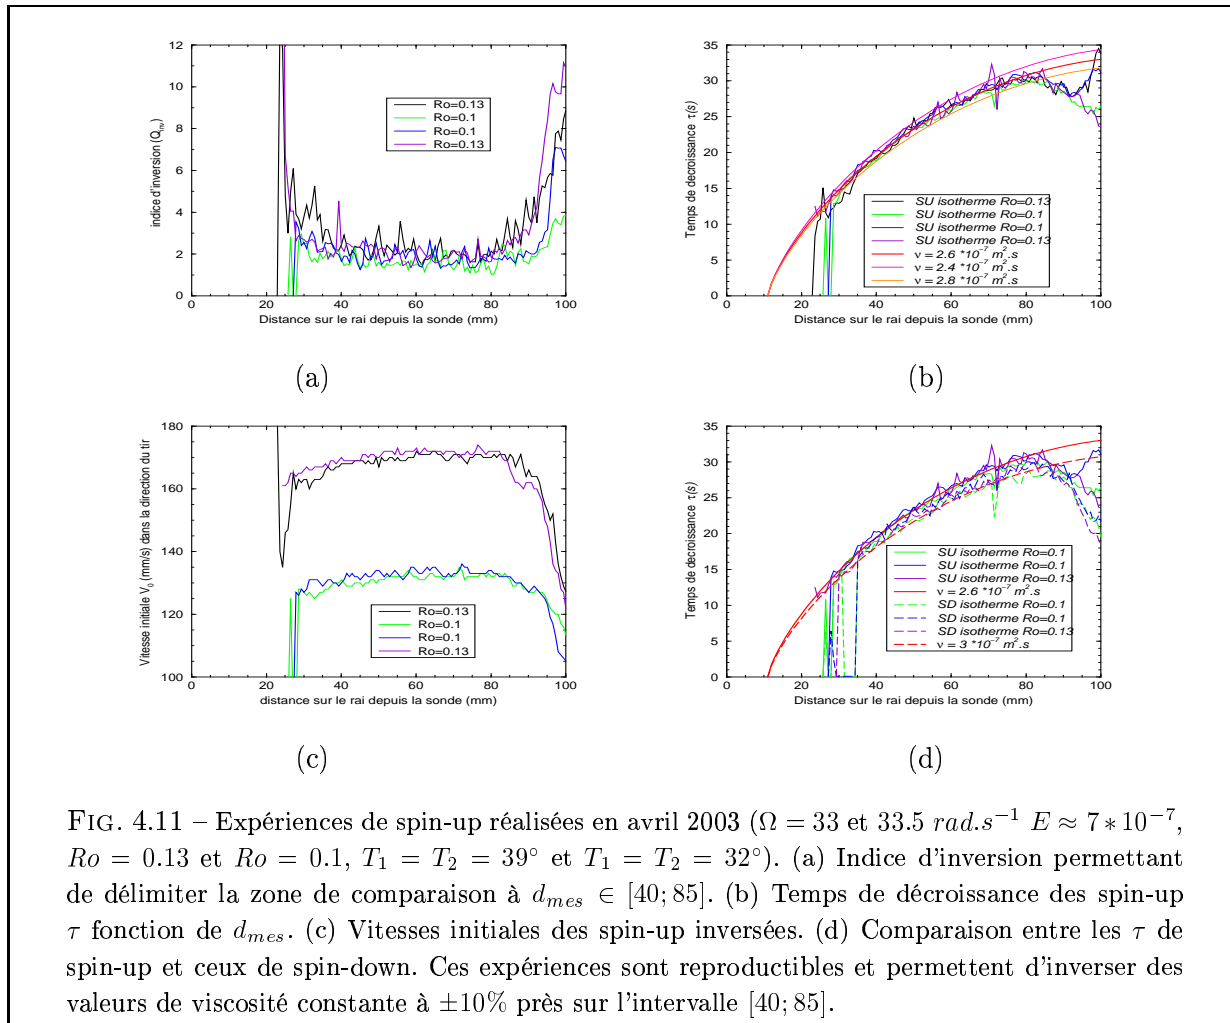 12
10
8
6
4
2
0
indice d'inversion (Q_inv)
Ro=0.13
Ro=0.1
Ro=0.1
Ro=0.13
0 20 40 60 80 100
Distance sur le rai depuis la sonde (mm)
(a)
35
30
25
20
15
10
5
0
Temps de decroissance τ(s)
SU isotherme Ro=0.13
SU isotherme Ro=0.1
SU isotherme Ro=0.1
SU isotherme Ro=0.13
ν = 2.6 *10⁻⁷ m².s
ν = 2.4 *10⁻⁷ m².s
ν = 2.8 *10⁻⁷ m².s
0 20 40 60 80 100
Distance sur le rai depuis la sonde (mm)
(b)
180
160
140
120
100
Vitesse initiale V₀ (mm/s) dans la direction du tir
Ro=0.13
Ro=0.1
Ro=0.1
Ro=0.13
0 20 40 60 80 100
distance sur le rai depuis la sonde (mm)
(c)
35
30
25
20
15
10
5
0
Temps de decroissance τ(s)
SU isotherme Ro=0.1
SU isotherme Ro=0.1
SU isotherme Ro=0.13
ν = 2.6 *10⁻⁷ m².s
SD isotherme Ro=0.1
SD isotherme Ro=0.1
SD isotherme Ro=0.13
ν = 3 *10⁻⁷ m².s
0 20 40 60 80 100
Distance sur le rai depuis la sonde (mm)
(d)
FIG. 4.11 – Expériences de spin-up réalisées en avril 2003 (Ω = 33 et 33.5 rad.s⁻¹ E ≈ 7 * 10⁻⁷,
Ro = 0.13 et Ro = 0.1, T₁ = T₂ = 39° et T₁ = T₂ = 32°). (a) Indice d'inversion permettant
de délimiter la zone de comparaison à d_mes ∈ [40; 85]. (b) Temps de décroissance des spin-up
τ fonction de d_mes. (c) Vitesses initiales des spin-up inversées. (d) Comparaison entre les τ de
spin-up et ceux de spin-down. Ces expériences sont reproductibles et permettent d'inverser des
valeurs de viscosité constante à ±10% près sur l'intervalle [40; 85].